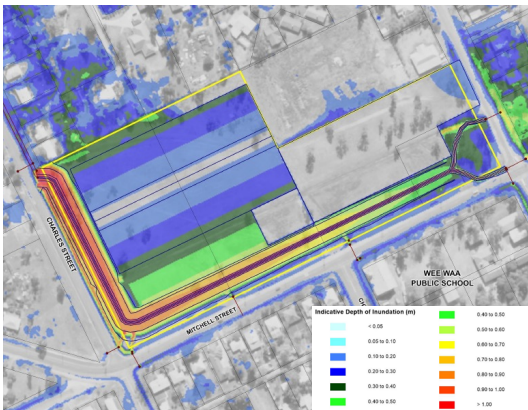 CHARLES STREET
MITCHELL STREET
WEE WAA
PUBLIC SCHOOL
CH
Indicative Depth of Inundation (m)
< 0.05
0.05 to 0.10
0.10 to 0.20
0.20 to 0.30
0.30 to 0.40
0.40 to 0.50
0.40 to 0.50
0.50 to 0.60
0.60 to 0.70
0.70 to 0.80
0.80 to 0.90
0.90 to 1.00
> 1.00